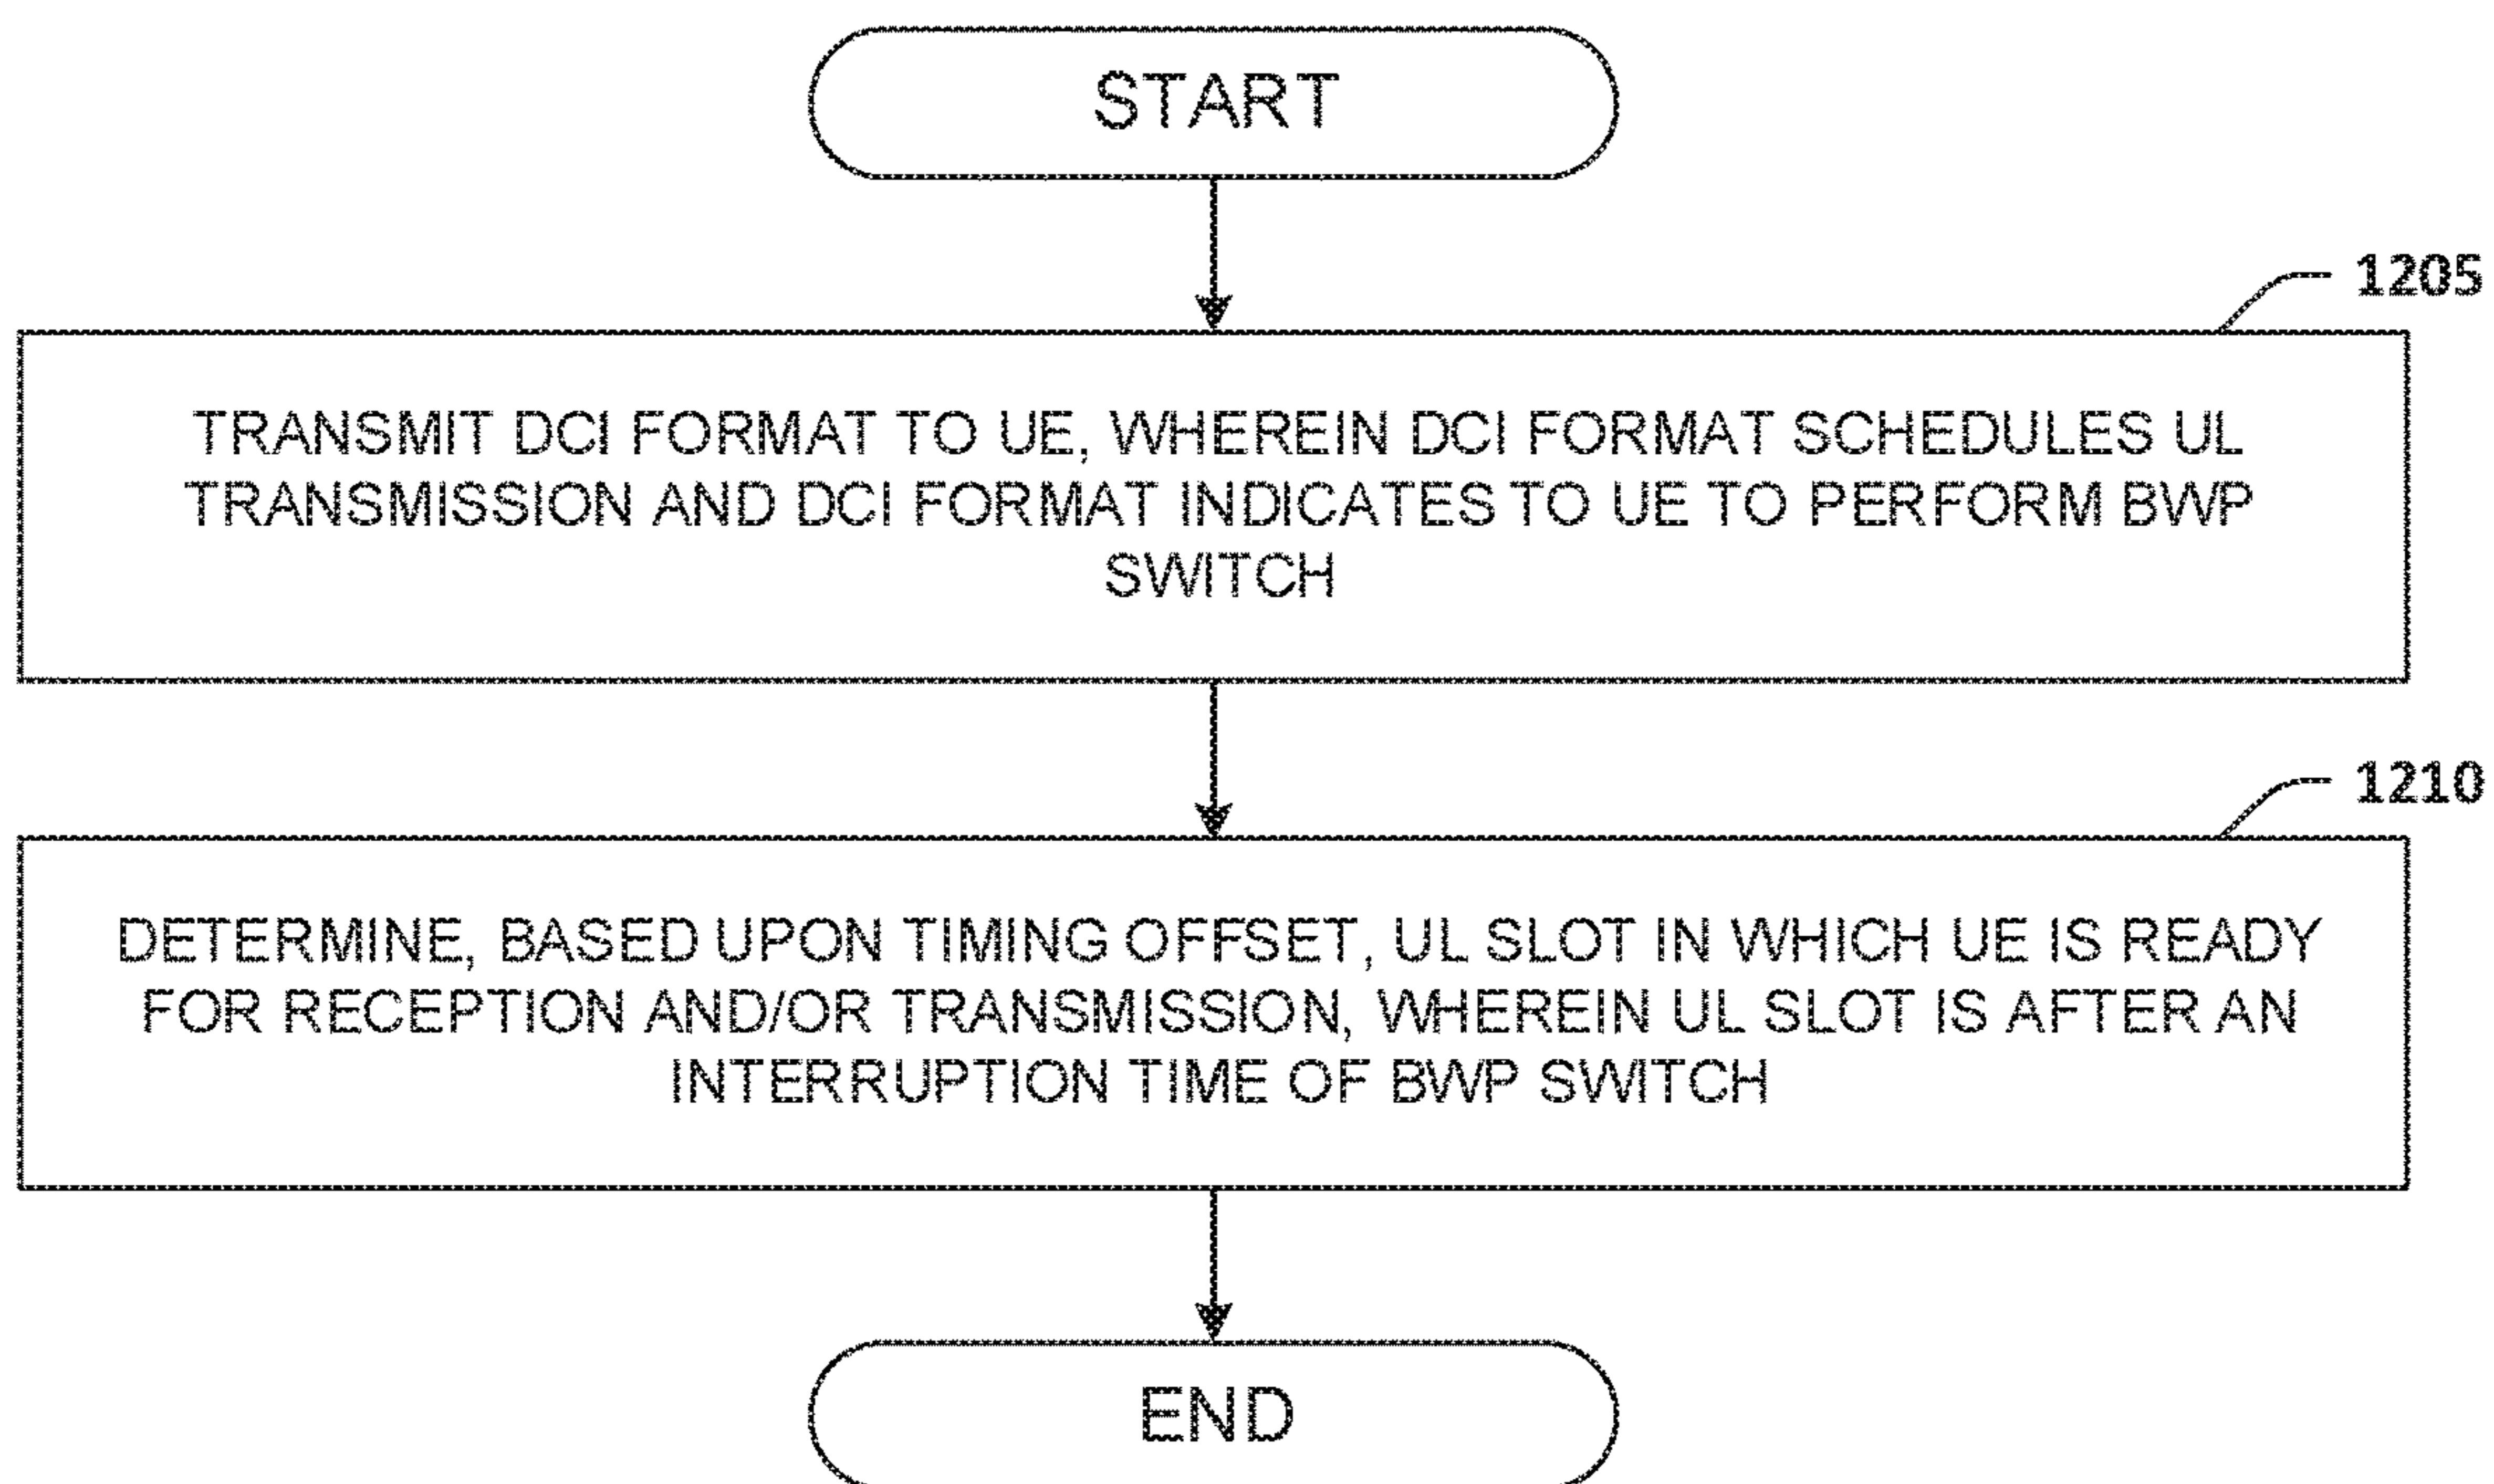 START
1205
TRANSMIT DCI FORMAT TO UE, WHEREIN DCI FORMAT SCHEDULES UL
TRANSMISSION AND DCI FORMAT INDICATES TO UE TO PERFORM BWP
SWITCH
1210
DETERMINE, BASED UPON TIMING OFFSET, UL SLOT IN WHICH UE IS READY
FOR RECEPTION AND/OR TRANSMISSION, WHEREIN UL SLOT IS AFTER AN
INTERRUPTION TIME OF BWP SWITCH
END